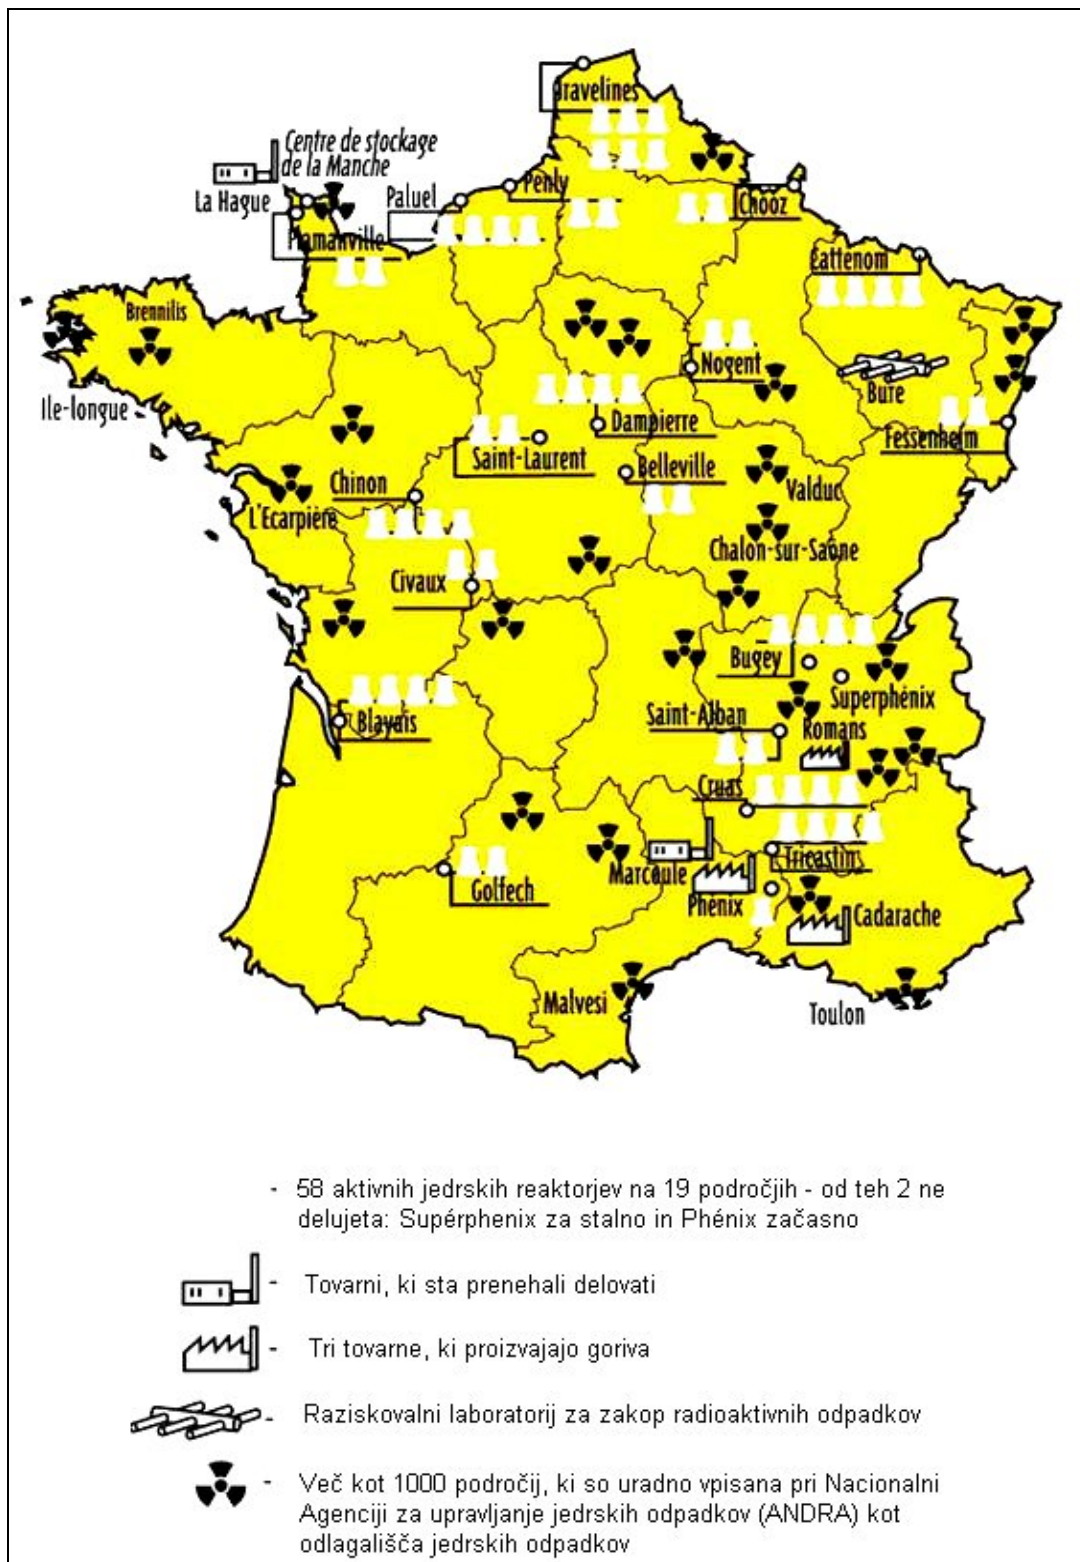 Gravelines
Centre de stockage
de la Manche
La Hague
Paluel
Penly
Chooz
Flamanville
Cattenom
Brennilis
Nogent
Bure
Ile-longue
Dampierre
Fessenheim
Saint-Laurent
Belleville
Chinon
Valduc
L'Ecarpière
Chalon-sur-Saône
Civaux
Bugey
Superphénix
Saint-Alban
Romans
Blayais
Cruas
Tricastin
Marcoule
Golfech
Phénix
Cadarache
Malvesi
Toulon
- 58 aktivnih jedrskih reaktorjev na 19 področjih - od teh 2 ne
delujeta: Supérphenix za stalno in Phénix začasno
- Tovarni, ki sta prenehali delovati
- Tri tovarne, ki proizvajajo goriva
- Raziskovalni laboratorij za zakop radioaktivnih odpadkov
- Več kot 1000 področij, ki so uradno vpisana pri Nacionalni
Agenciji za upravljanje jedrskih odpadkov (ANDRA) kot
odlagališča jedrskih odpadkov